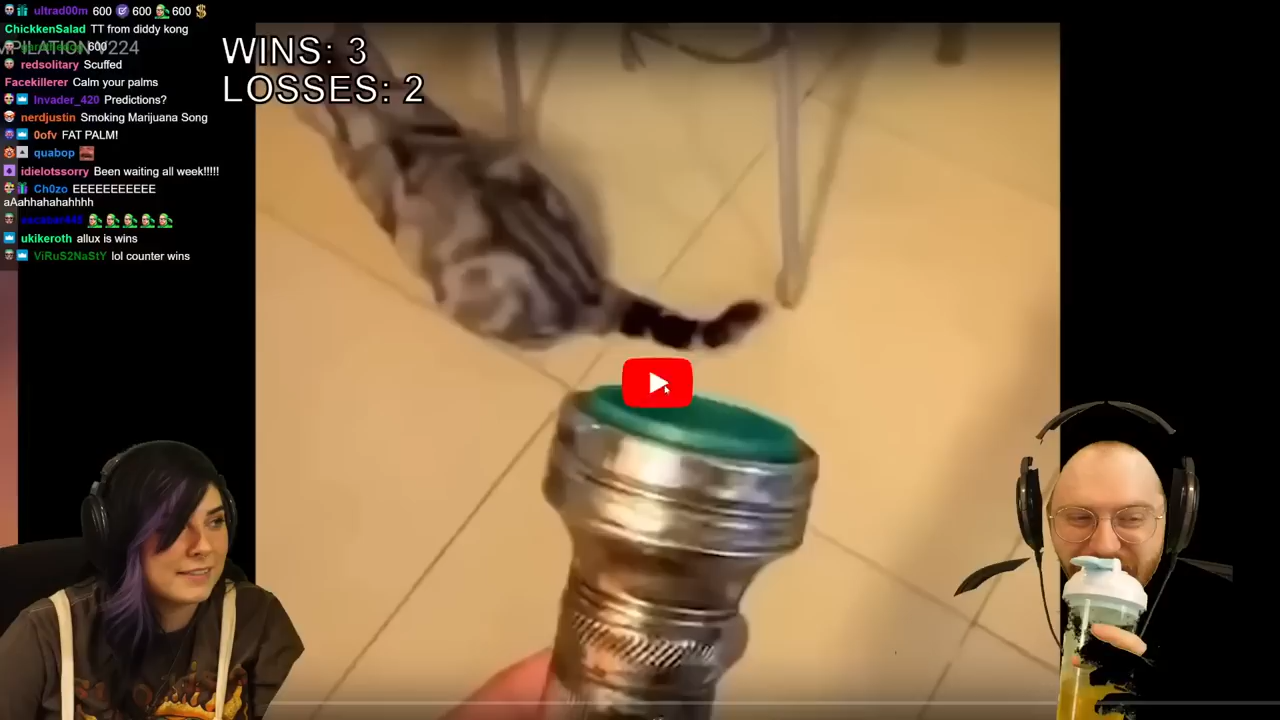 ultrad00m 600 600 600
ChickkenSalad TT from diddy kong
600
MPILATION V224
redsolitary Scuffed
Facekillerer Calm your palms
Invader_420 Predictions?
nerdjustin Smoking Marijuana Song
0ofv FAT PALM!
quabop
idielotssorry Been waiting all week!!!!!
Ch0zo EEEEEEEEEEE
aAahhahahahhhh
ukikeroth allux is wins
ViRuS2NaStY lol counter wins
WINS: 3
LOSSES: 2